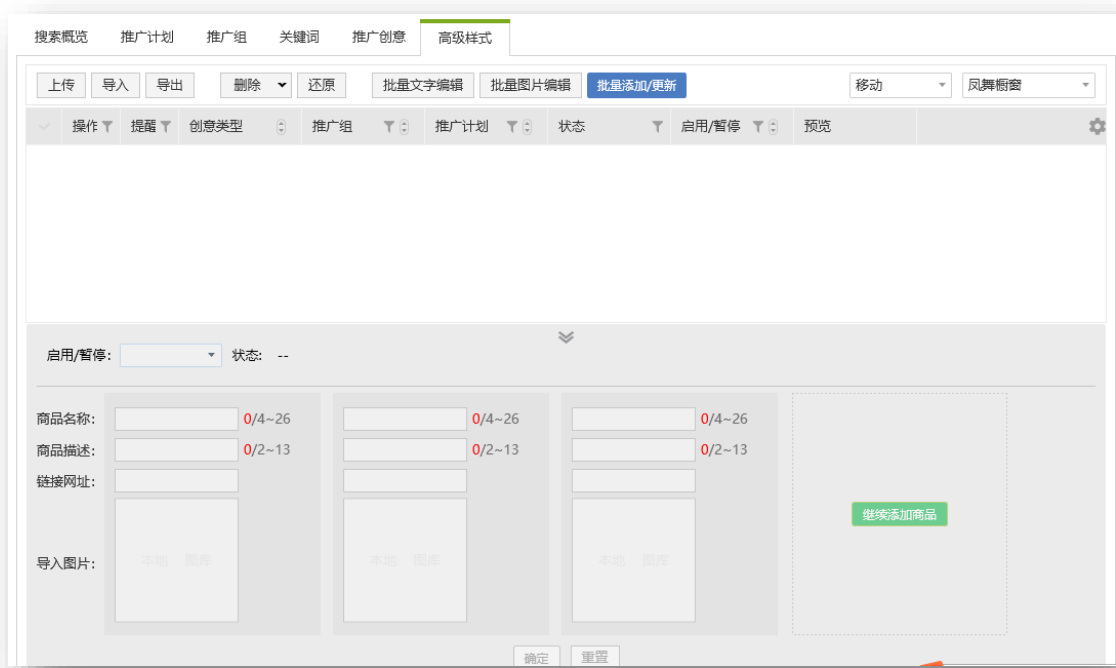 搜索概览 推广计划 推广组 关键词 推广创意 高级样式
上传 导入 导出 删除 还原 批量文字编辑 批量图片编辑 批量添加/更新 移动 凤舞橱窗
操作 提醒 创意类型 推广组 推广计划 状态 启用/暂停 预览
启用/暂停: 状态: --
商品名称: 0/4~26 0/4~26 0/4~26
商品描述: 0/2~13 0/2~13 0/2~13
链接网址:
继续添加商品
导入图片: 本地 图库 本地 图库 本地 图库
确定 重置